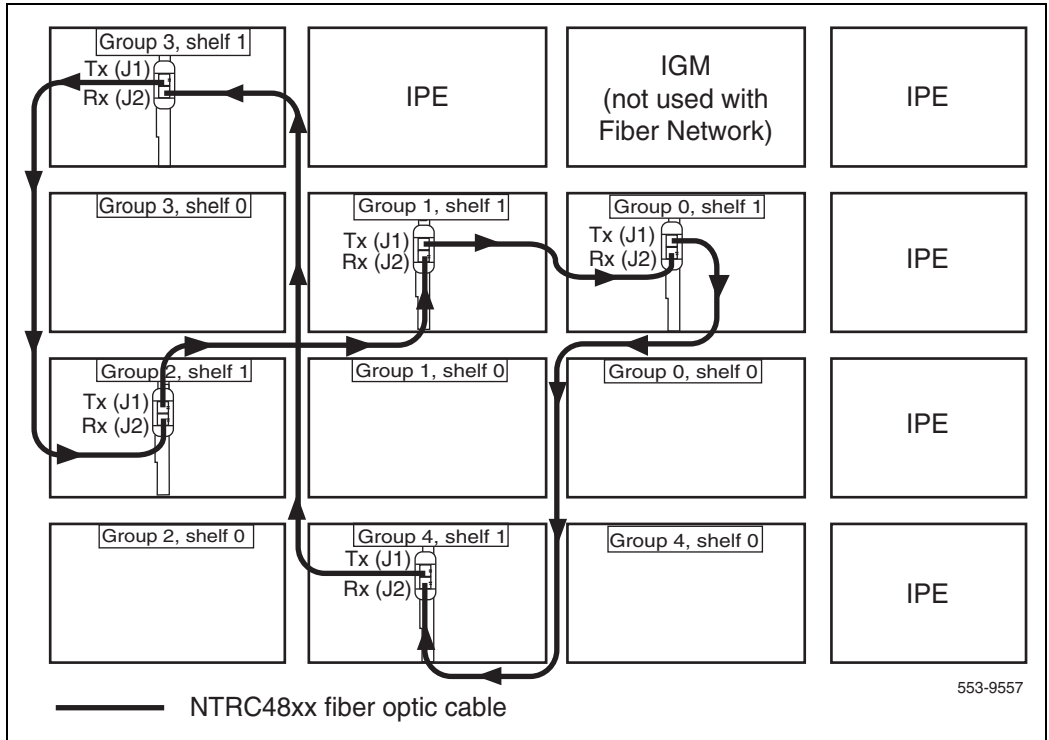 Group 3, shelf 1
Tx (J1)
Rx (J2)
IPE
IGM
(not used with
Fiber Network)
IPE
Group 3, shelf 0
Group 1, shelf 1
Tx (J1)
Rx (J2)
Group 0, shelf 1
Tx (J1)
Rx (J2)
IPE
Group 2, shelf 1
Tx (J1)
Rx (J2)
Group 1, shelf 0
Group 0, shelf 0
IPE
Group 2, shelf 0
Group 4, shelf 1
Tx (J1)
Rx (J2)
Group 4, shelf 0
IPE
553-9557
NTRC48xx fiber optic cable